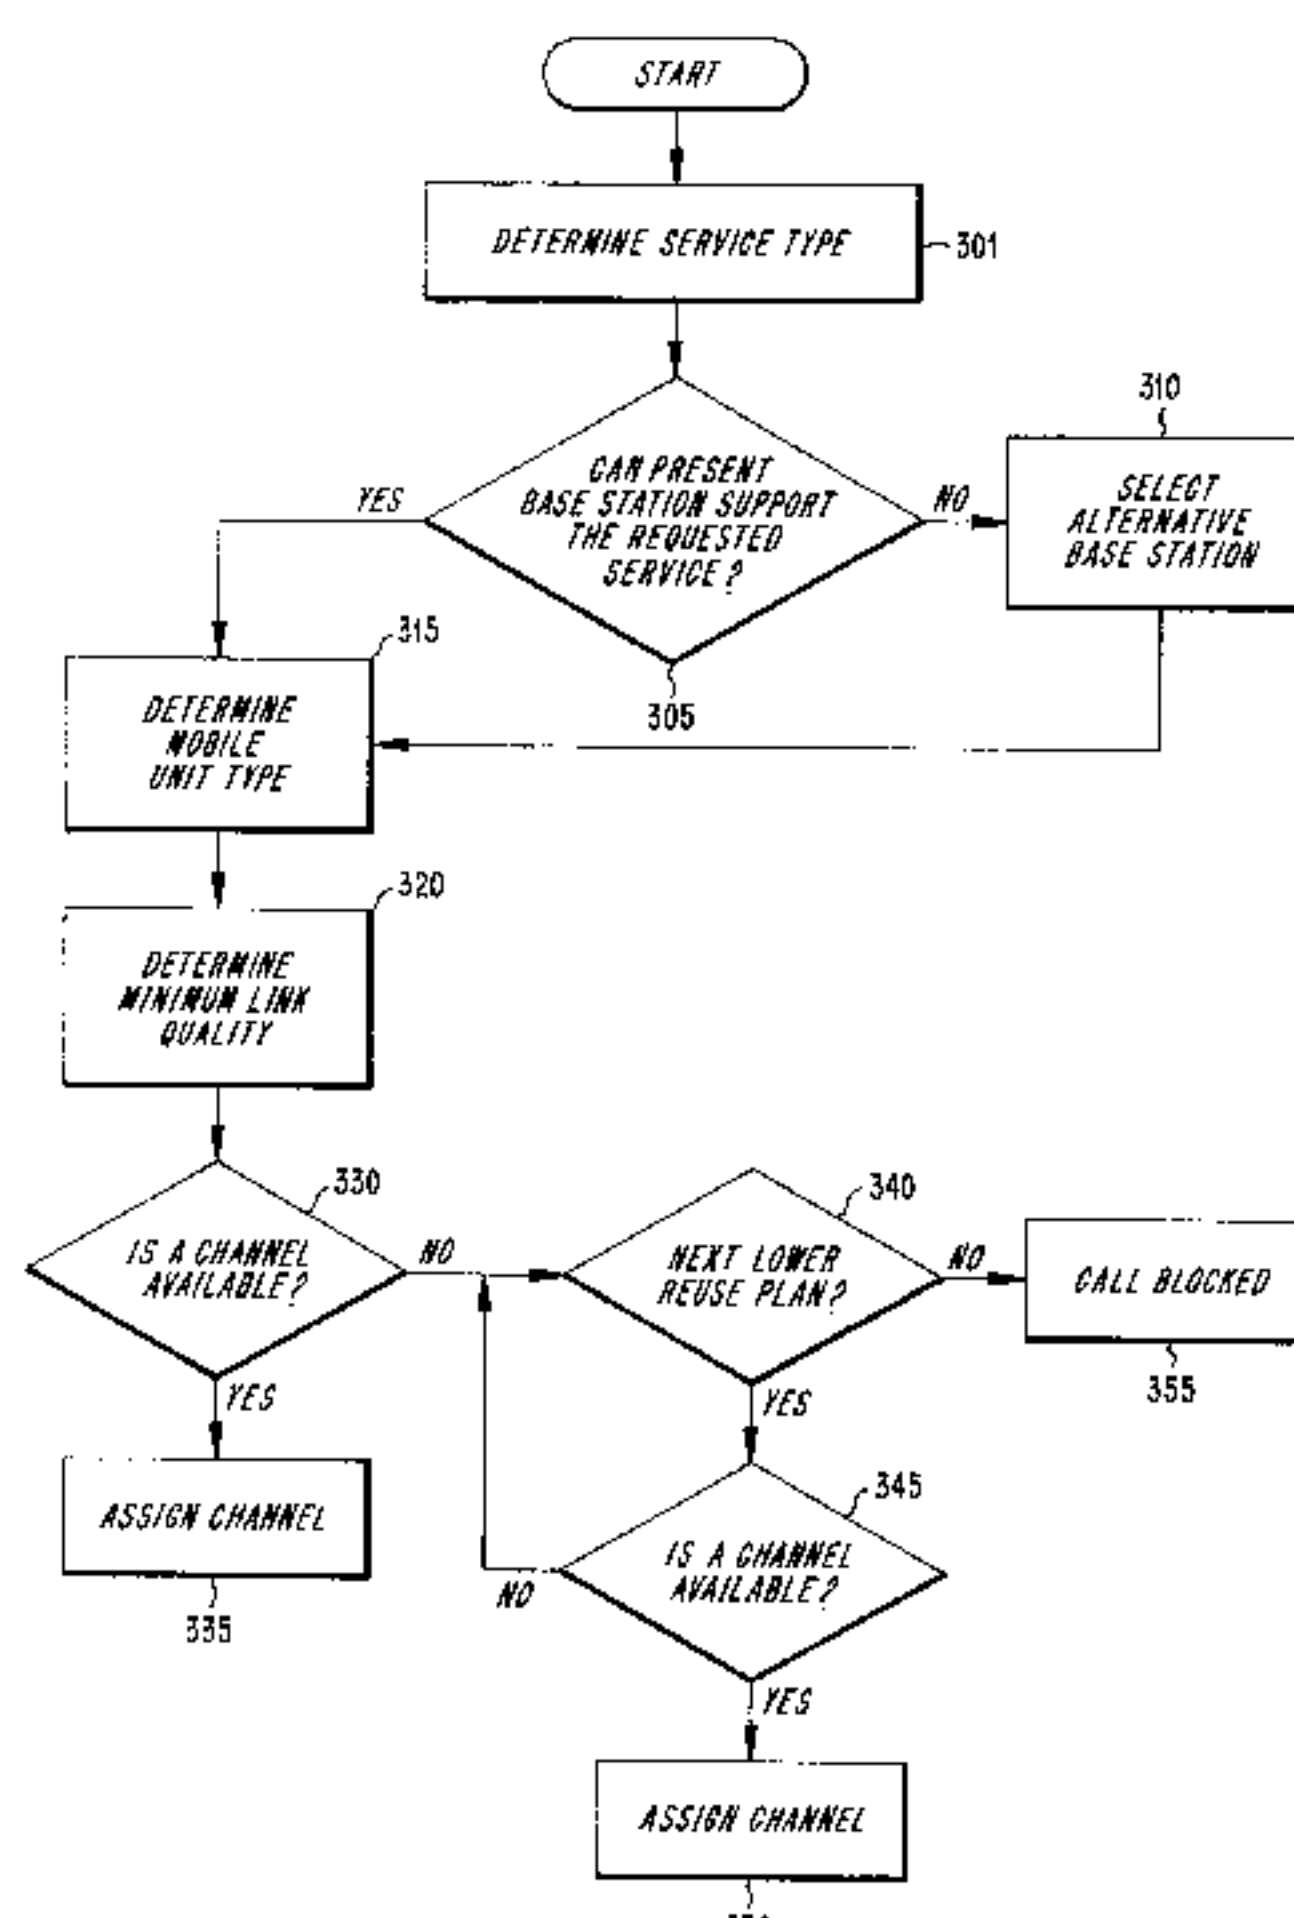 START
DETERMINE SERVICE TYPE
301
310
CAN PRESENT
BASE STATION SUPPORT
THE REQUESTED
SERVICE?
YES
NO
SELECT
ALTERNATIVE
BASE STATION
305
315
DETERMINE
MOBILE
UNIT TYPE
320
DETERMINE
MINIMUM LINK
QUALITY
330
IS A CHANNEL
AVAILABLE?
NO
340
NEXT LOWER
REUSE PLAN?
NO
CALL BLOCKED
355
YES
YES
ASSIGN CHANNEL
335
345
IS A CHANNEL
AVAILABLE?
NO
YES
ASSIGN CHANNEL